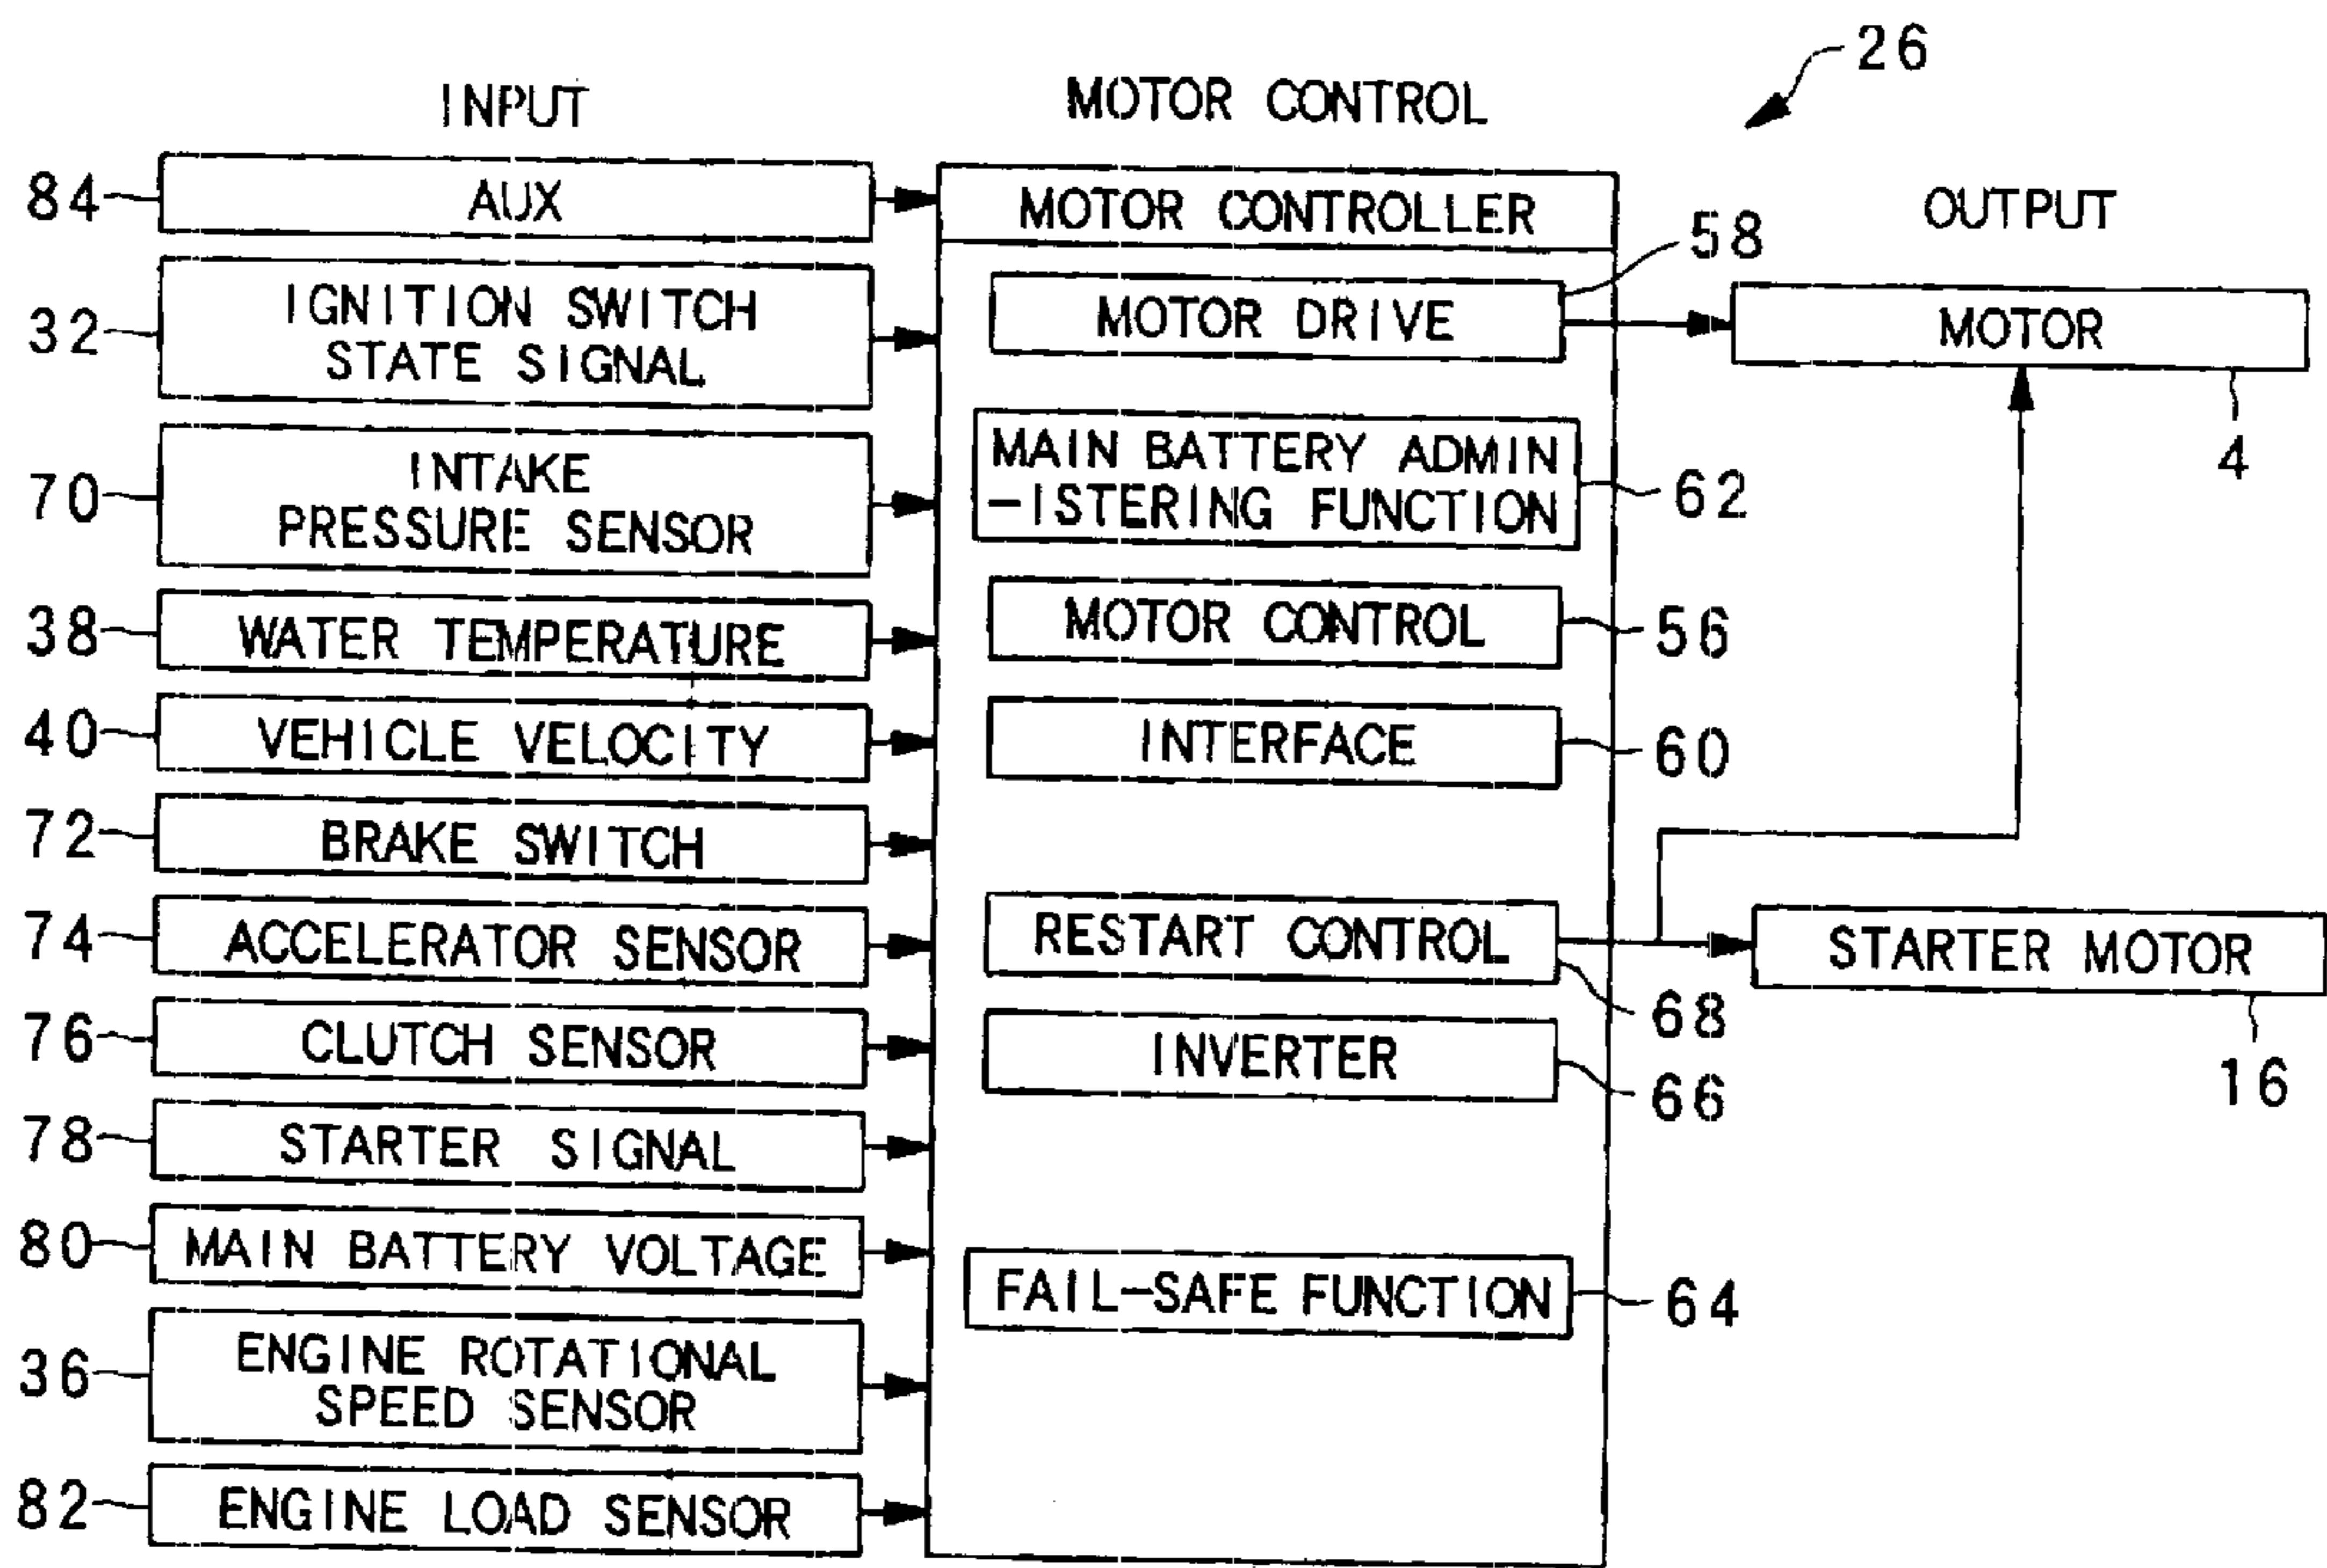 26
INPUT
MOTOR CONTROL
OUTPUT
84
AUX
32
IGNITION SWITCH
STATE SIGNAL
70
INTAKE
PRESSURE SENSOR
38
WATER TEMPERATURE
40
VEHICLE VELOCITY
72
BRAKE SWITCH
74
ACCELERATOR SENSOR
76
CLUTCH SENSOR
78
STARTER SIGNAL
80
MAIN BATTERY VOLTAGE
36
ENGINE ROTATIONAL
SPEED SENSOR
82
ENGINE LOAD SENSOR
MOTOR CONTROLLER
MOTOR DRIVE
58
MAIN BATTERY ADMIN
-ISTERING FUNCTION
62
MOTOR CONTROL
56
INTERFACE
60
RESTART CONTROL
68
INVERTER
66
FAIL-SAFE FUNCTION
64
MOTOR
4
STARTER MOTOR
16